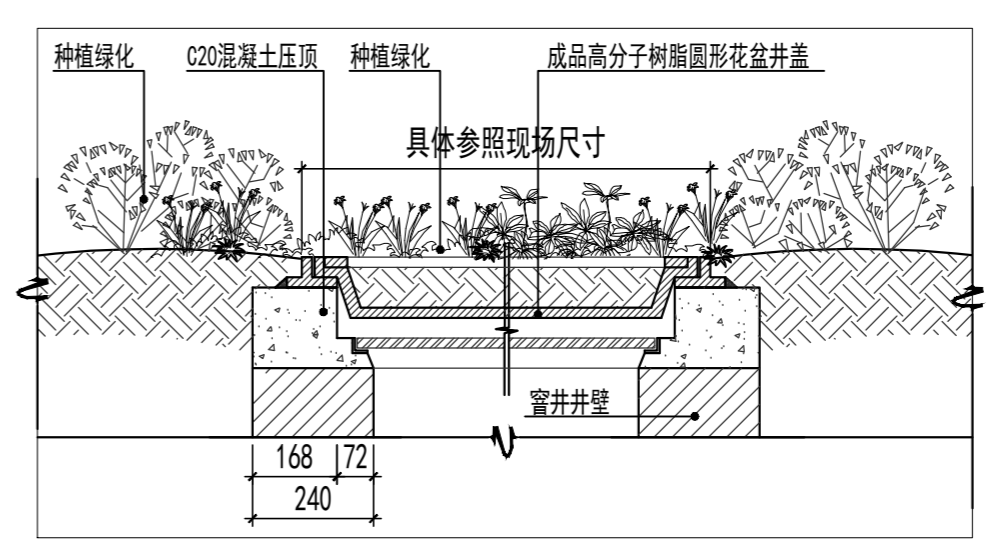 种植绿化
C20混凝土压顶
种植绿化
成品高分子树脂圆形花盆井盖
具体参照现场尺寸
窨井井壁
168
72
240